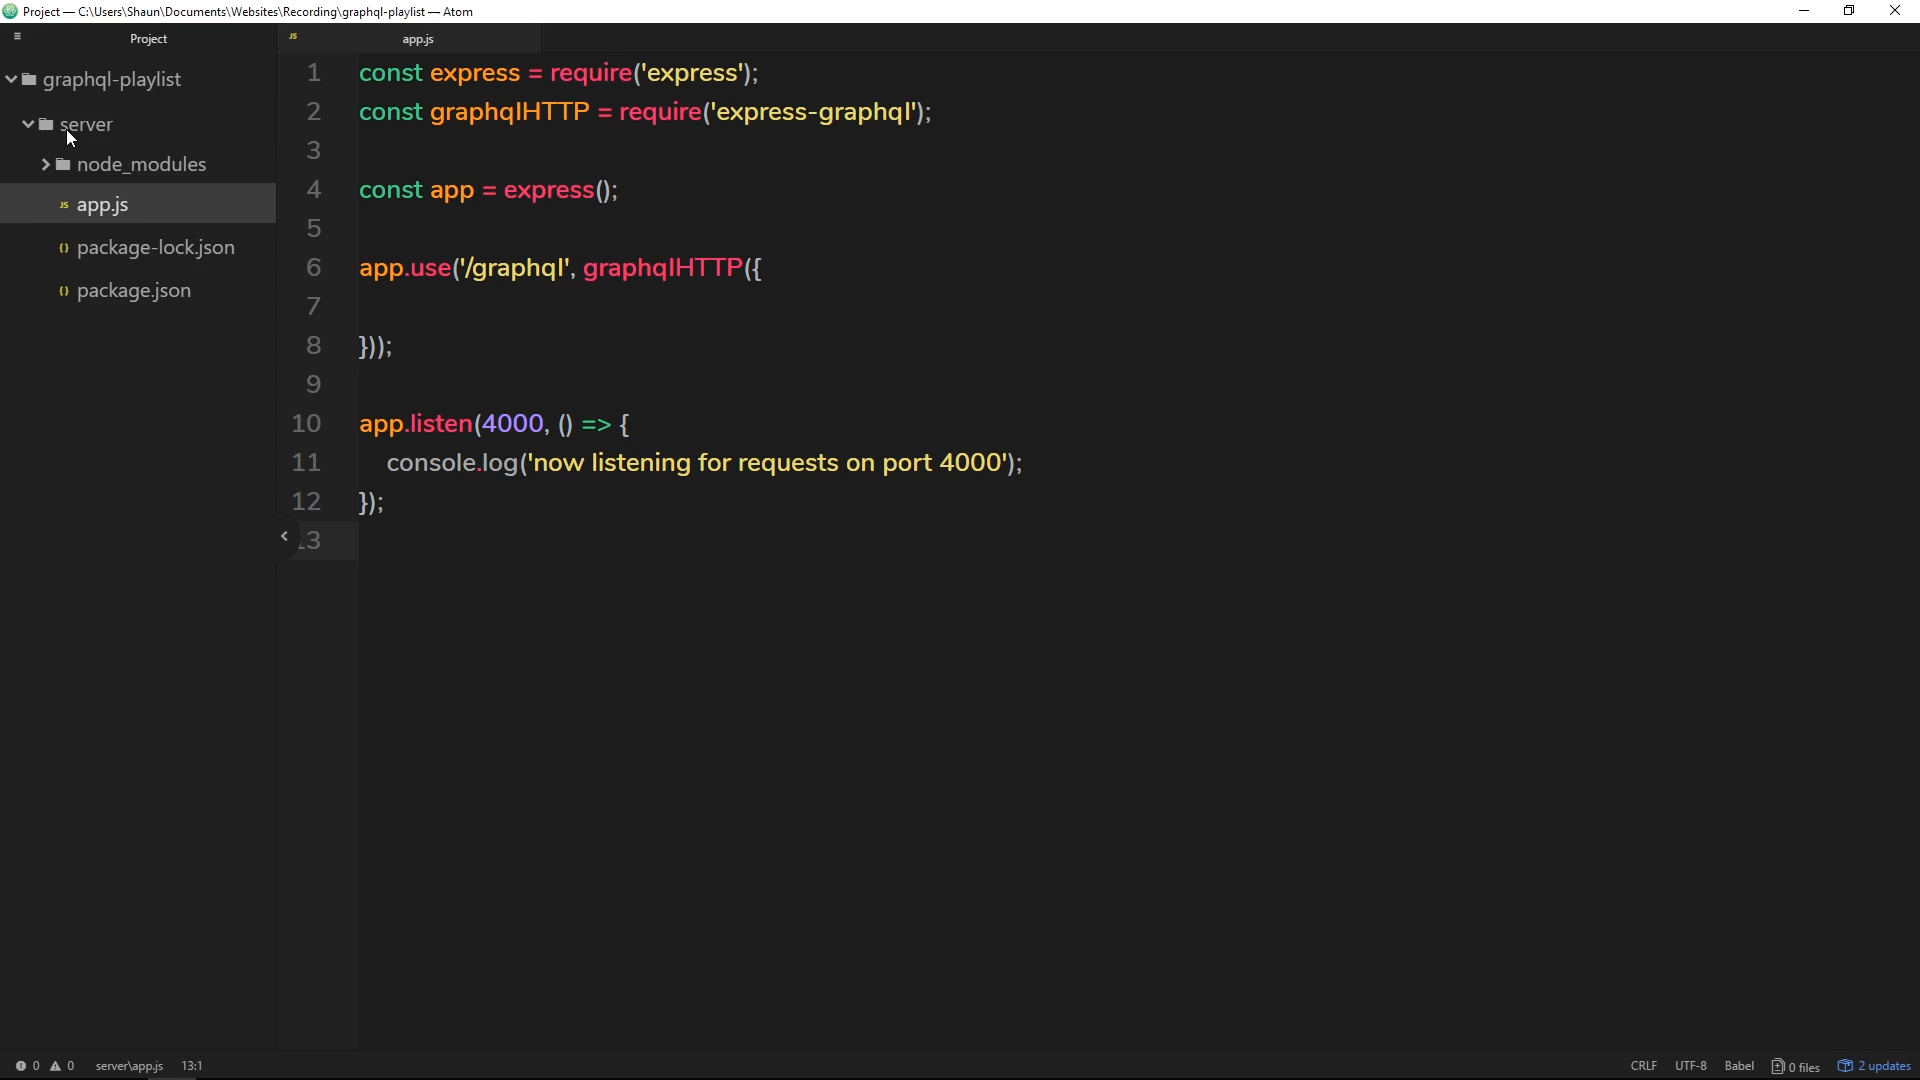 Project — C:\Users\Shaun\Documents\Websites\Recording\graphql-playlist — Atom
Project
graphql-playlist
server
node_modules
JS app.js
{} package-lock.json
{} package.json
JS app.js
1 const express = require('express');
2 const graphqlHTTP = require('express-graphql');
3
4 const app = express();
5
6 app.use('/graphql', graphqlHTTP({
7
8 }));
9
10 app.listen(4000, () => {
11 console.log('now listening for requests on port 4000');
12 });
13
0 0 server\app.js 13:1 CRLF UTF-8 Babel 0 files 2 updates